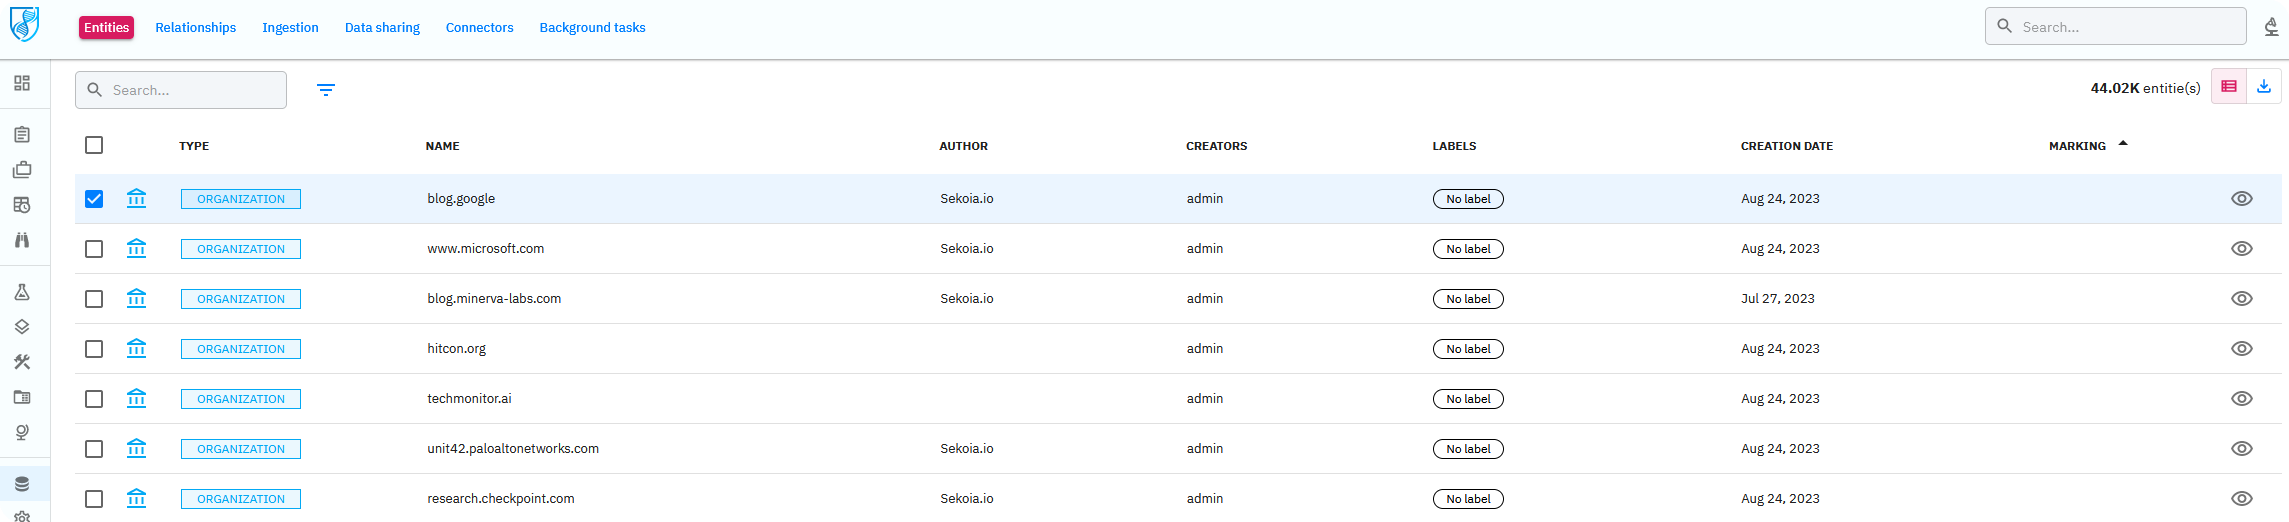 Entities Relationships Ingestion Data sharing Connectors Background tasks Search...
Search... 44.02K entitie(s)
TYPE NAME AUTHOR CREATORS LABELS CREATION DATE MARKING
ORGANIZATION blog.google Sekoia.io admin No label Aug 24, 2023
ORGANIZATION www.microsoft.com Sekoia.io admin No label Aug 24, 2023
ORGANIZATION blog.minerva-labs.com Sekoia.io admin No label Jul 27, 2023
ORGANIZATION hitcon.org admin No label Aug 24, 2023
ORGANIZATION techmonitor.ai admin No label Aug 24, 2023
ORGANIZATION unit42.paloaltonetworks.com Sekoia.io admin No label Aug 24, 2023
ORGANIZATION research.checkpoint.com Sekoia.io admin No label Aug 24, 2023